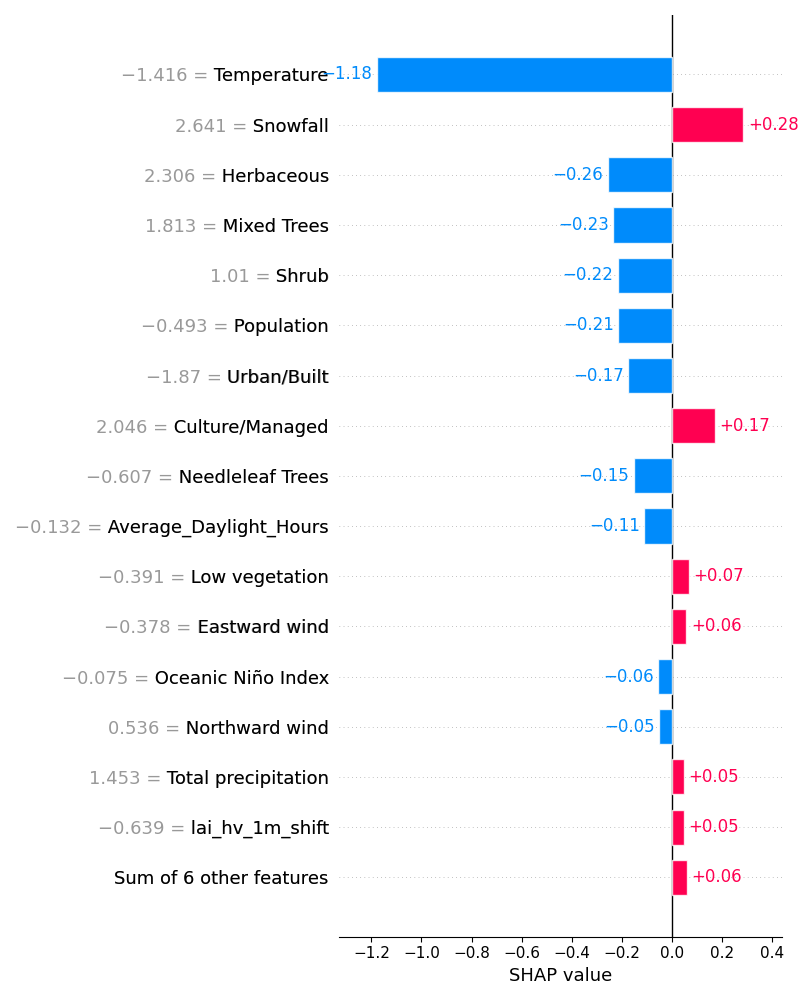 −1.416 = Temperature −1.18
2.641 = Snowfall +0.28
2.306 = Herbaceous −0.26
1.813 = Mixed Trees −0.23
1.01 = Shrub −0.22
−0.493 = Population −0.21
−1.87 = Urban/Built −0.17
2.046 = Culture/Managed +0.17
−0.607 = Needleleaf Trees −0.15
−0.132 = Average_Daylight_Hours −0.11
−0.391 = Low vegetation +0.07
−0.378 = Eastward wind +0.06
−0.075 = Oceanic Niño Index −0.06
0.536 = Northward wind −0.05
1.453 = Total precipitation +0.05
−0.639 = lai_hv_1m_shift +0.05
Sum of 6 other features +0.06
−1.2 −1.0 −0.8 −0.6 −0.4 −0.2 0.0 0.2 0.4
SHAP value